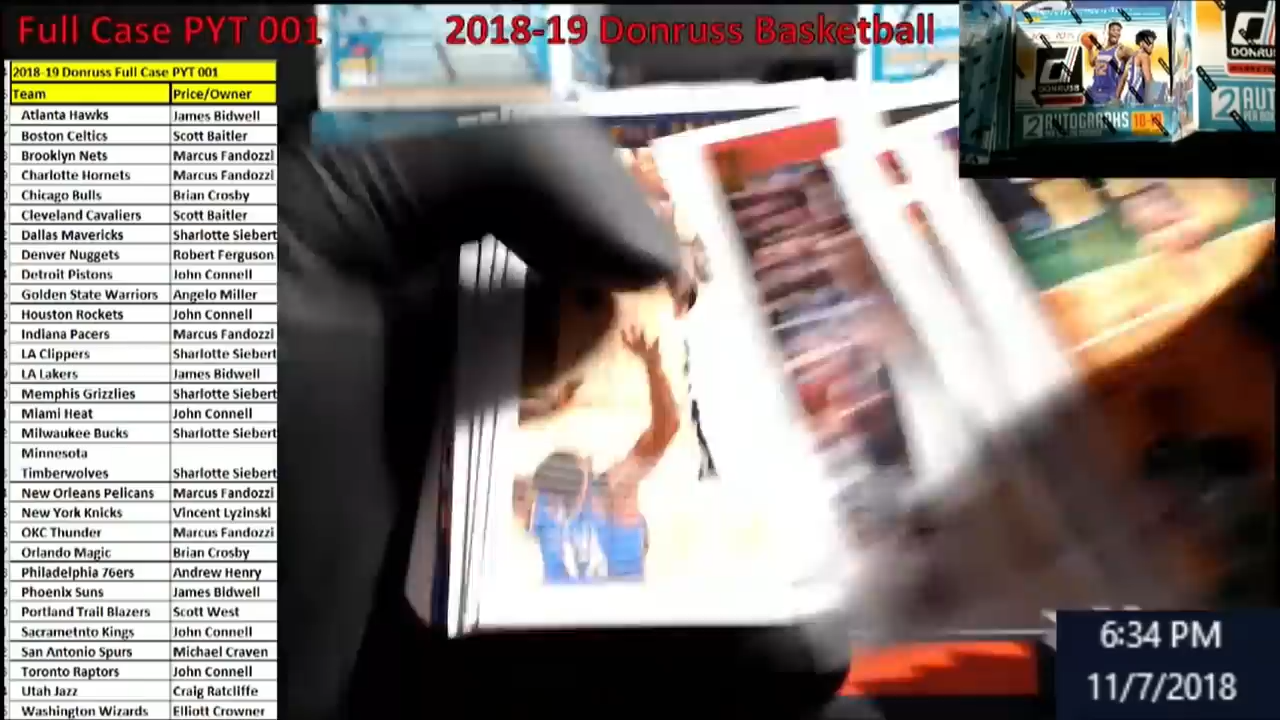 Full Case PYT 001
2018-19 Donruss Basketball
2018-19 Donruss Full Case PYT 001
Team Price/Owner
Atlanta Hawks James Bidwell
Boston Celtics Scott Baitler
Brooklyn Nets Marcus Fandozzi
Charlotte Hornets Marcus Fandozzi
Chicago Bulls Brian Crosby
Cleveland Cavaliers Scott Baitler
Dallas Mavericks Sharlotte Siebert
Denver Nuggets Robert Ferguson
Detroit Pistons John Connell
Golden State Warriors Angelo Miller
Houston Rockets John Connell
Indiana Pacers Marcus Fandozzi
LA Clippers Sharlotte Siebert
LA Lakers James Bidwell
Memphis Grizzlies Sharlotte Siebert
Miami Heat John Connell
Milwaukee Bucks Sharlotte Siebert
Minnesota
Timberwolves Sharlotte Siebert
New Orleans Pelicans Marcus Fandozzi
New York Knicks Vincent Lyzinski
OKC Thunder Marcus Fandozzi
Orlando Magic Brian Crosby
Philadelphia 76ers Andrew Henry
Phoenix Suns James Bidwell
Portland Trail Blazers Scott West
Sacrametnto Kings John Connell
San Antonio Spurs Michael Craven
Toronto Raptors John Connell
Utah Jazz Craig Ratcliffe
Washington Wizards Elliott Crowner
DONRUSS
2 AUTOGRAPHS
DONRUSS
2 AUT
6:34 PM
11/7/2018